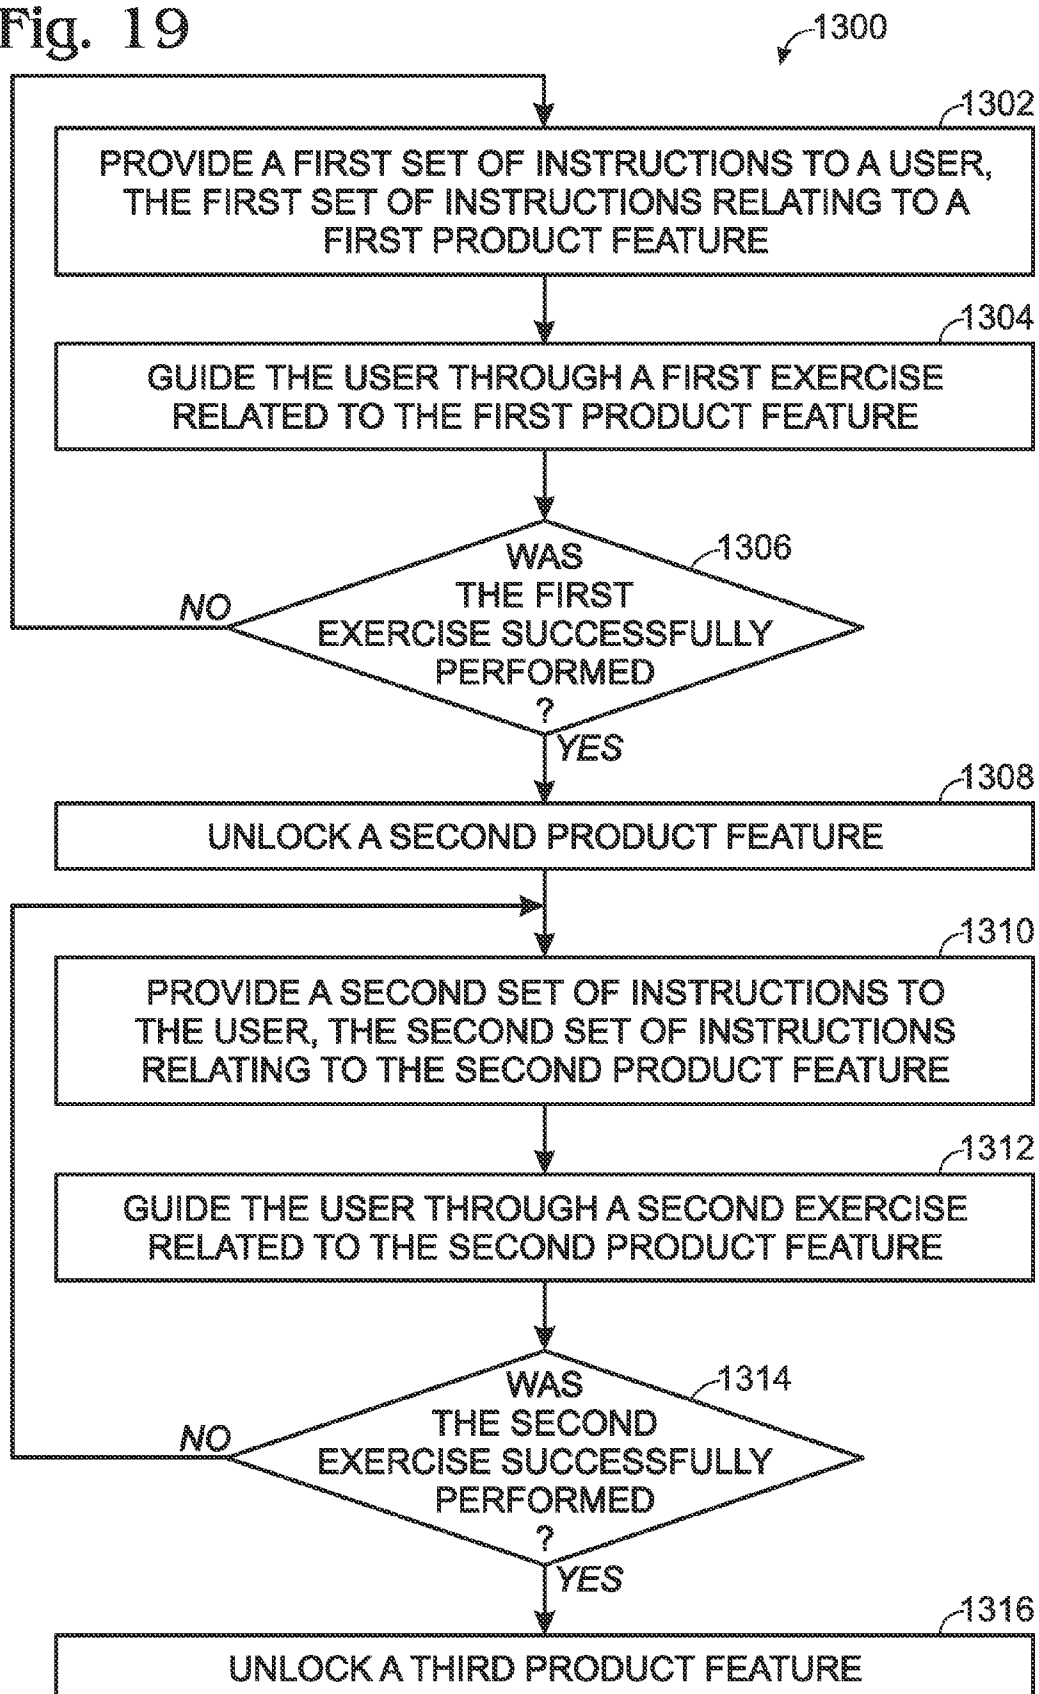 Fig. 19
1300
1302
PROVIDE A FIRST SET OF INSTRUCTIONS TO A USER,
THE FIRST SET OF INSTRUCTIONS RELATING TO A
FIRST PRODUCT FEATURE
1304
GUIDE THE USER THROUGH A FIRST EXERCISE
RELATED TO THE FIRST PRODUCT FEATURE
1306
WAS
THE FIRST
EXERCISE SUCCESSFULLY
PERFORMED
?
NO
YES
1308
UNLOCK A SECOND PRODUCT FEATURE
1310
PROVIDE A SECOND SET OF INSTRUCTIONS TO
THE USER, THE SECOND SET OF INSTRUCTIONS
RELATING TO THE SECOND PRODUCT FEATURE
1312
GUIDE THE USER THROUGH A SECOND EXERCISE
RELATED TO THE SECOND PRODUCT FEATURE
1314
WAS
THE SECOND
EXERCISE SUCCESSFULLY
PERFORMED
?
NO
YES
1316
UNLOCK A THIRD PRODUCT FEATURE